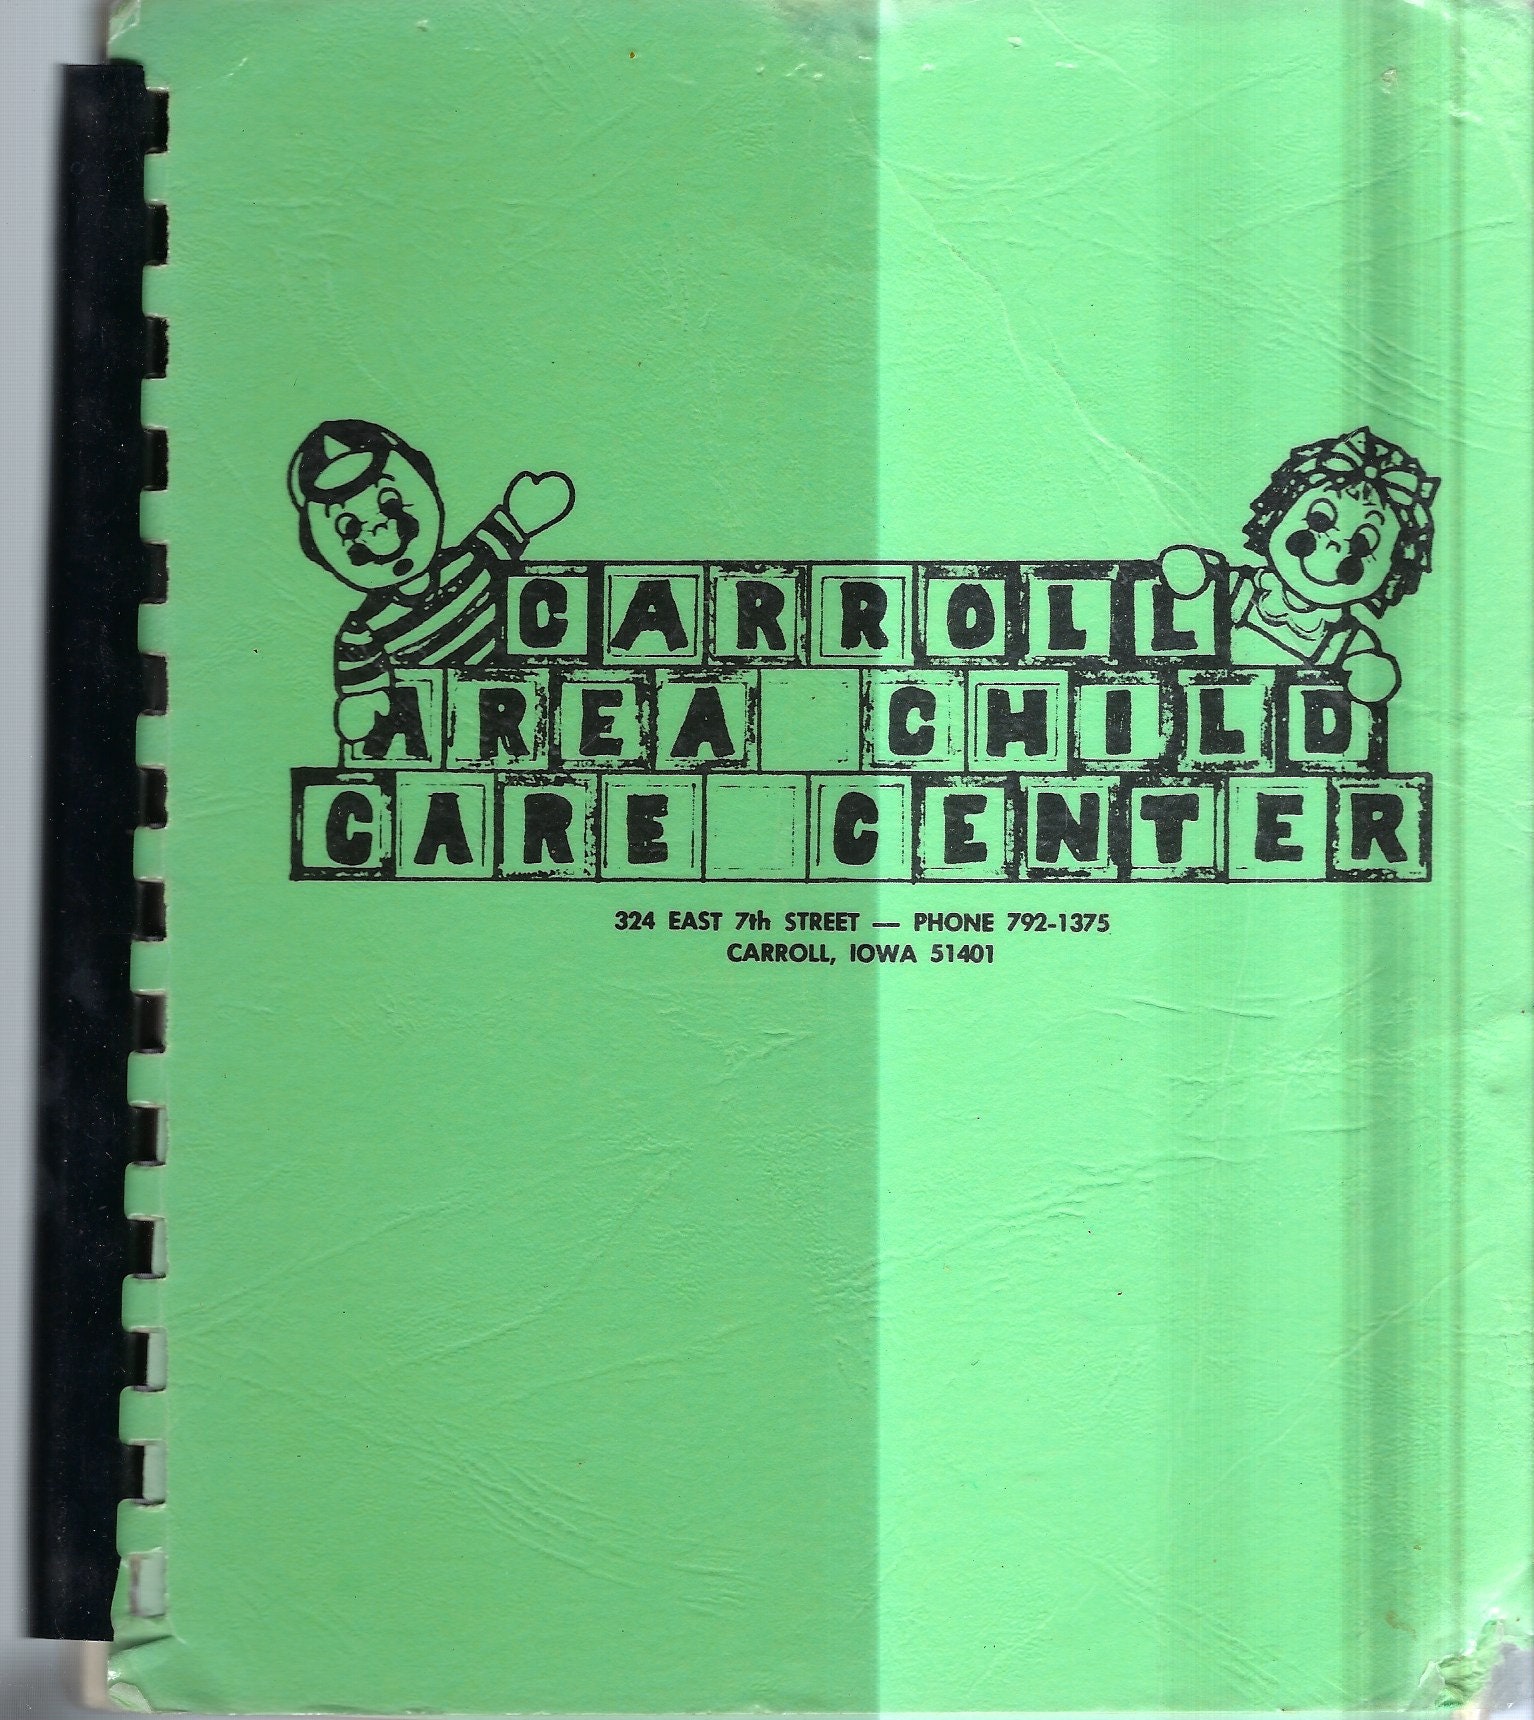 CARROLL
AREA CHILD
CARE CENTER
324 EAST 7th STREET — PHONE 792-1375
CARROLL, IOWA 51401